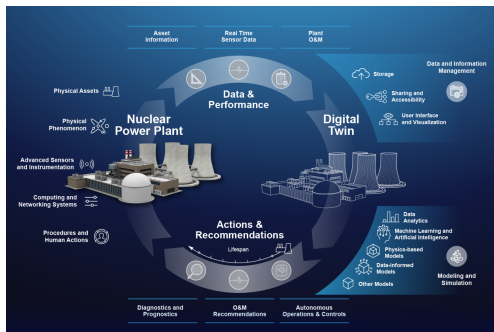 Asset
Information
Real Time
Sensor Data
Plant
O&M
Data and Information
Management
Storage
Sharing and
Accessibility
User Interface
and Visualization
Data &
Performance
Physical Assets
Physical
Phenomenon
Advanced Sensors
and Instrumentation
Computing and
Networking Systems
Procedures and
Human Actions
Nuclear
Power Plant
Digital
Twin
Actions &
Recommendations
Lifespan
Data
Analytics
Machine Learning and
Artificial Intelligence
Physics-based
Models
Data-informed
Models
Other Models
Modeling and
Simulation
Diagnostics and
Prognostics
O&M
Recommendations
Autonomous
Operations & Controls